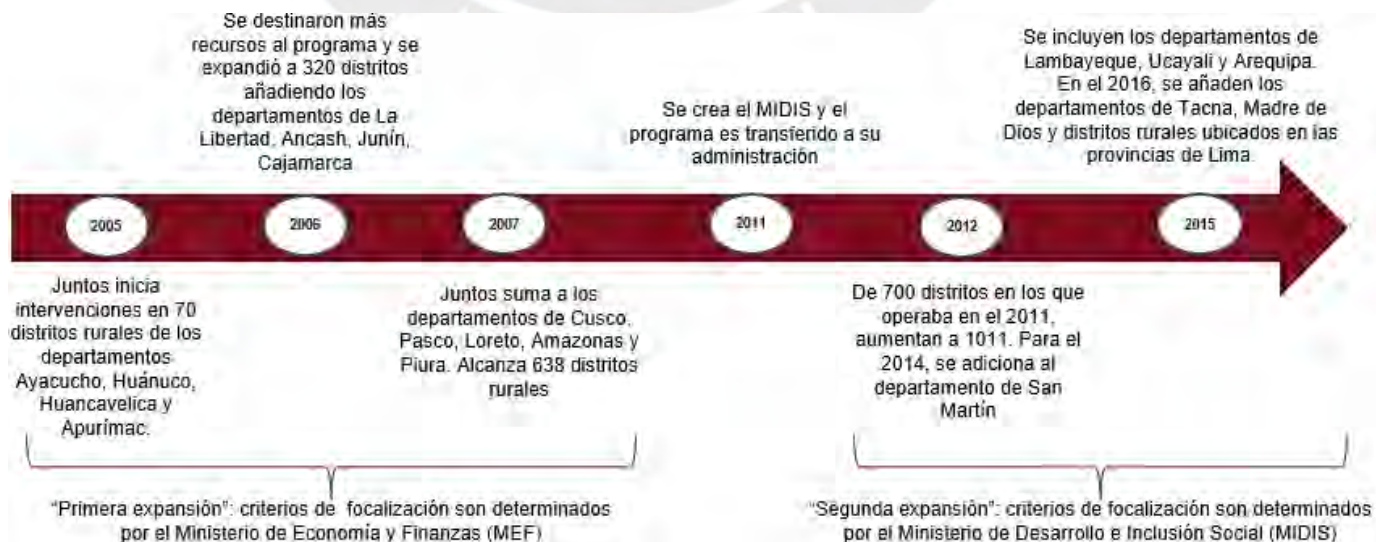 Se destinaron más
recursos al programa y se
expandió a 320 distritos
añadiendo los
departamentos de La
Libertad, Ancash, Junín,
Cajamarca
Se crea el MIDIS y el
programa es transferido a su
administración
Se incluyen los departamentos de
Lambayeque, Ucayali y Arequipa.
En el 2016, se añaden los
departamentos de Tacna, Madre de
Dios y distritos rurales ubicados en las
provincias de Lima
2005
2006
2007
2011
2012
2015
Juntos inicia
intervenciones en 70
distritos rurales de los
departamentos
Ayacucho, Huánuco,
Huancavelica y
Apurímac.
Juntos suma a los
departamentos de Cusco,
Pasco, Loreto, Amazonas y
Piura. Alcanza 638 distritos
rurales
De 700 distritos en los que
operaba en el 2011,
aumentan a 1011. Para el
2014, se adiciona al
departamento de San
Martín
"Primera expansión": criterios de focalización son determinados
por el Ministerio de Economía y Finanzas (MEF)
"Segunda expansión": criterios de focalización son determinados
por el Ministerio de Desarrollo e Inclusión Social (MIDIS)